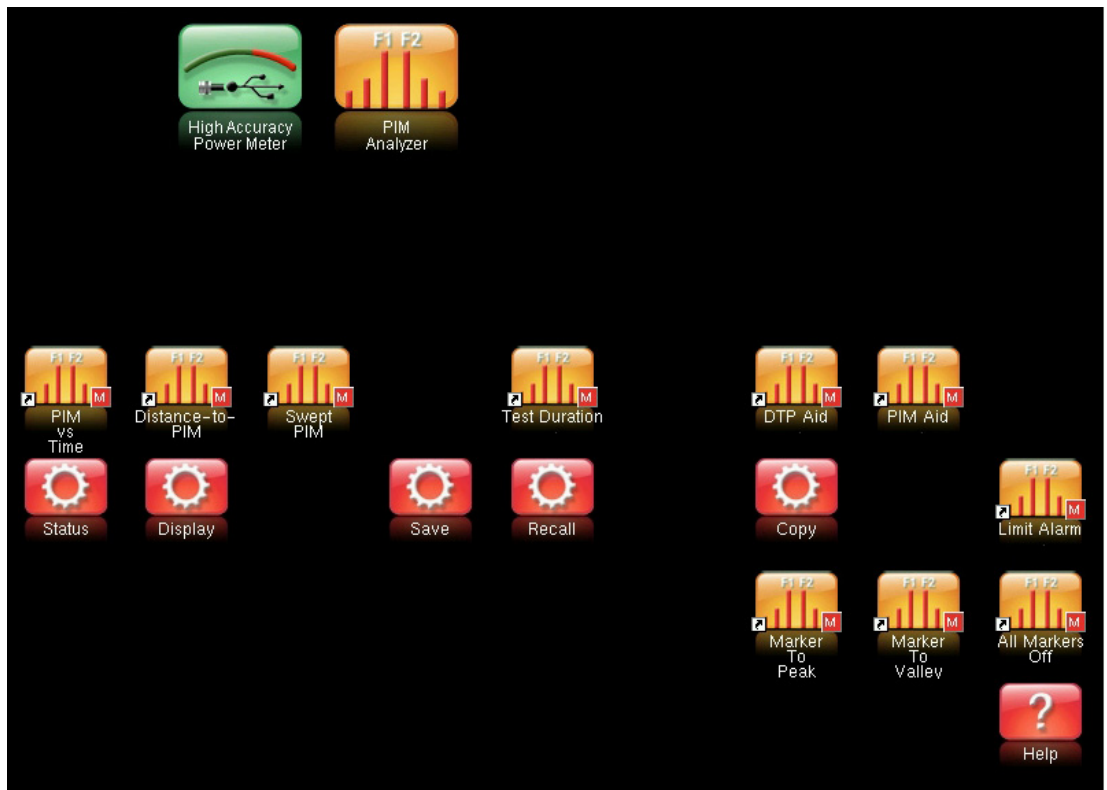 F1 F2
High Accuracy
Power Meter
PIM
Analyzer
F1 F2
M
PIM
vs
Time
F1 F2
M
Distance-to-
PIM
F1 F2
M
Swept
PIM
F1 F2
M
Test Duration
F1 F2
M
DTP Aid
F1 F2
M
PIM Aid
Status
Display
Save
Recall
Copy
F1 F2
M
Limit Alarm
F1 F2
M
Marker
To
Peak
F1 F2
M
Marker
To
Valley
F1 F2
M
All Markers
Off
?
Help